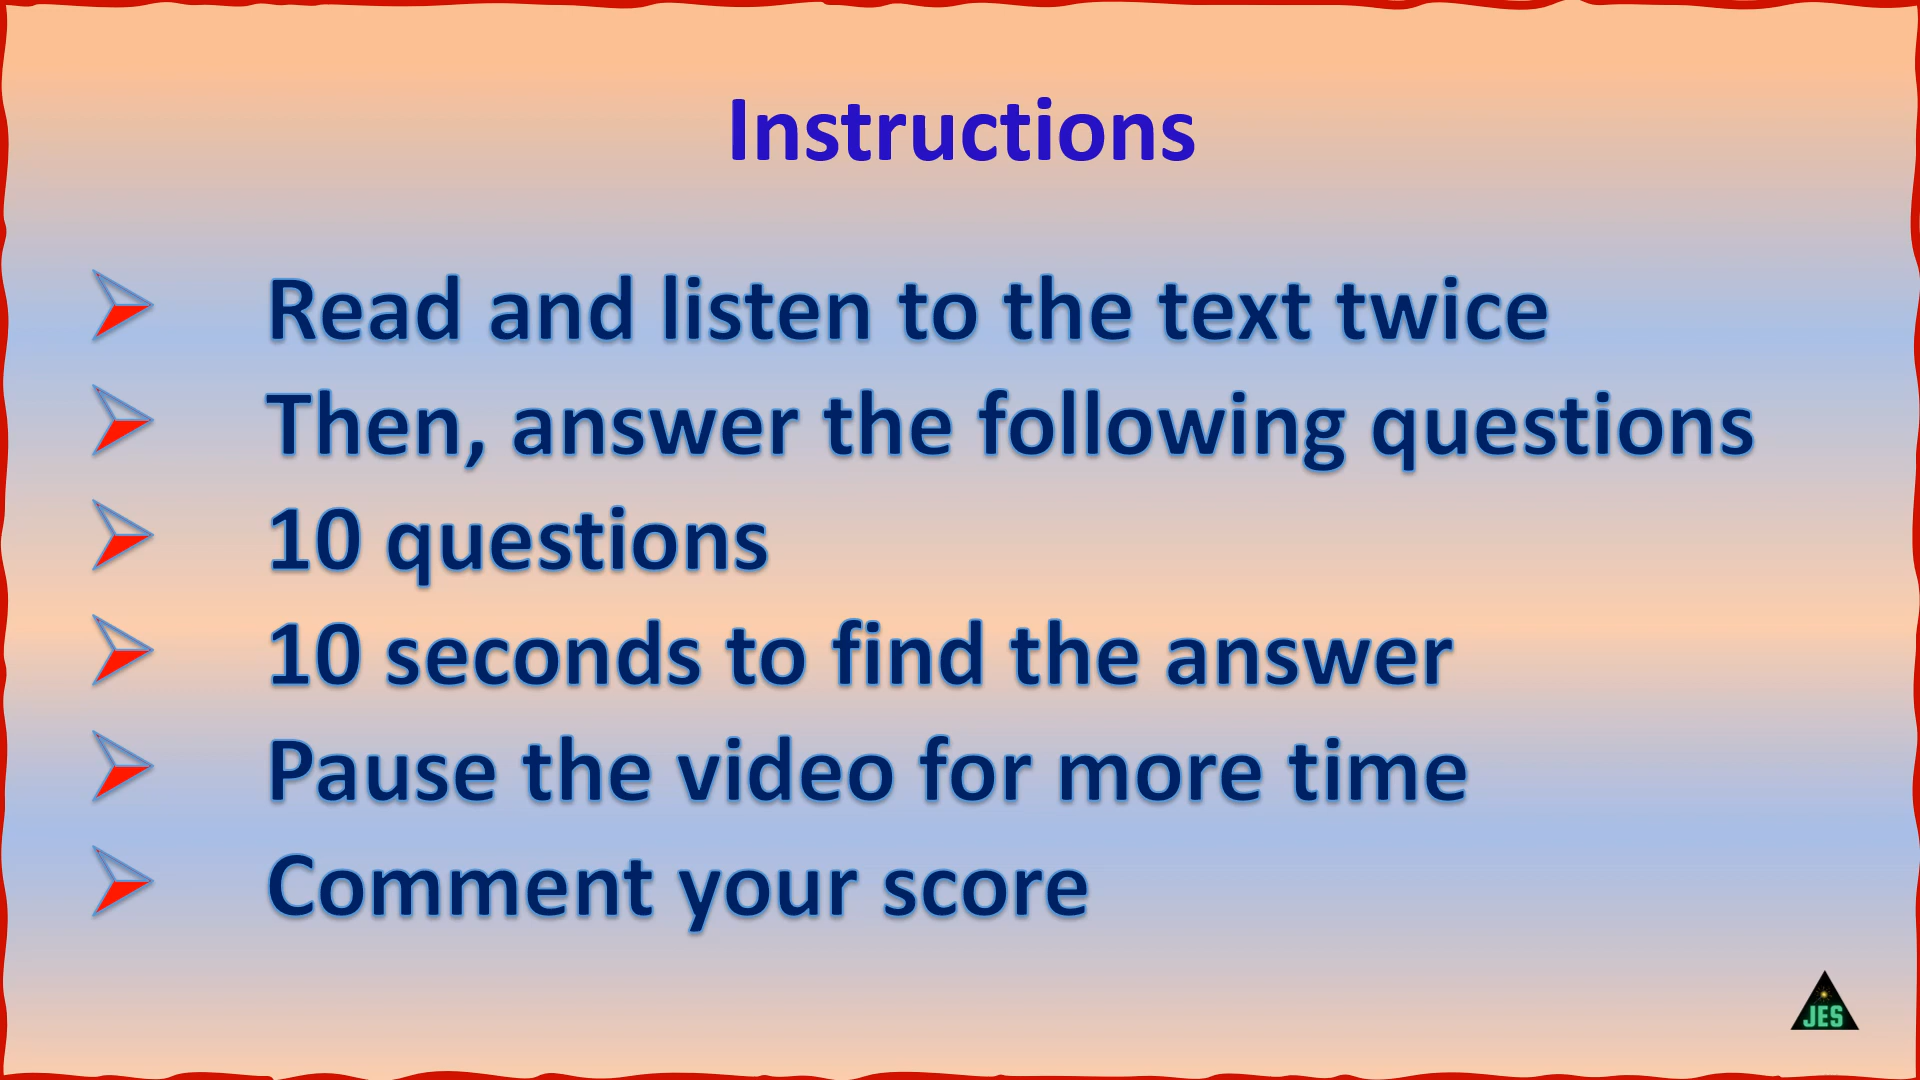 Instructions
Read and listen to the text twice
Then, answer the following questions
10 questions
10 seconds to find the answer
Pause the video for more time
Comment your score
JES